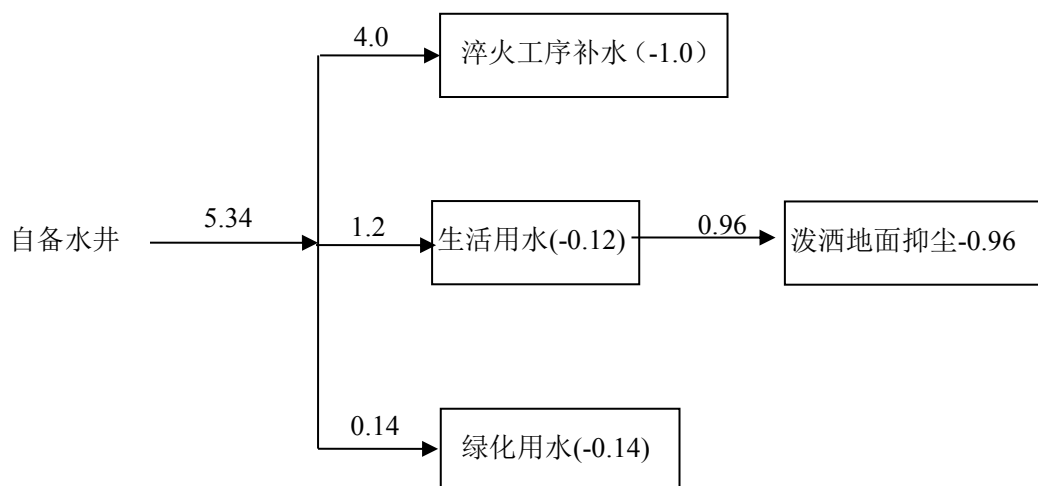 4.0
淬火工序补水（-1.0）
自备水井
5.34
1.2
生活用水(-0.12)
0.96
泼洒地面抑尘-0.96
0.14
绿化用水(-0.14)